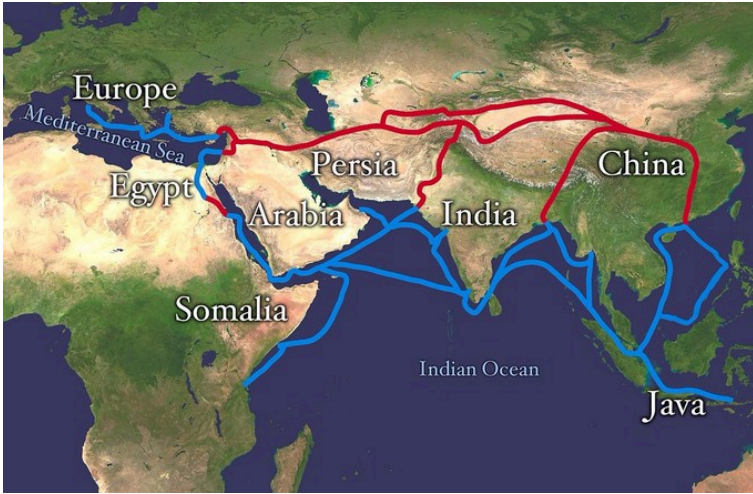 Europe
Mediterranean Sea
Egypt
Persia
China
Arabia
India
Somalia
Indian Ocean
Java